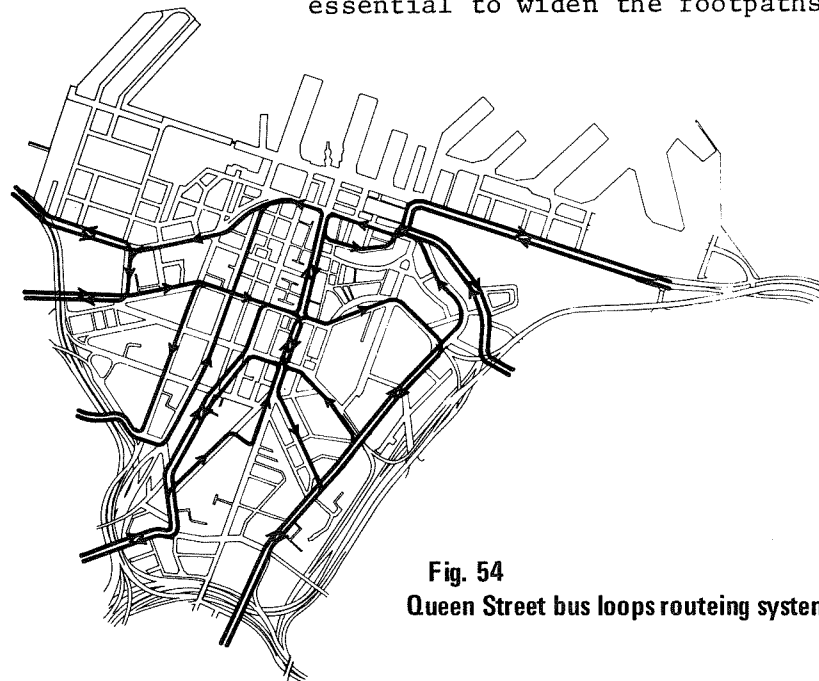 essential to widen the footpaths
Fig. 54
Queen Street bus loops routeing system